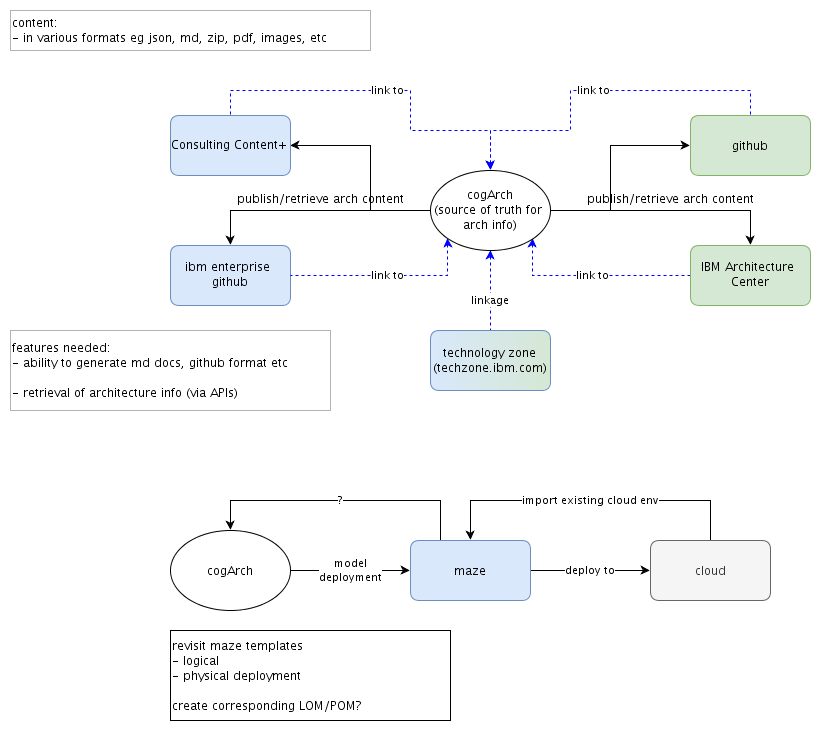 content:
- in various formats eg json, md, zip, pdf, images, etc
link to
link to
Consulting Content+
github
cogArch
(source of truth for
arch info)
publish/retrieve arch content
publish/retrieve arch content
ibm enterprise
github
IBM Architecture
Center
link to
link to
linkage
features needed:
- ability to generate md docs, github format etc
- retrieval of architecture info (via APIs)
technology zone
(techzone.ibm.com)
?
import existing cloud env
cogArch
model
deployment
maze
deploy to
cloud
revisit maze templates
- logical
- physical deployment
create corresponding LOM/POM?